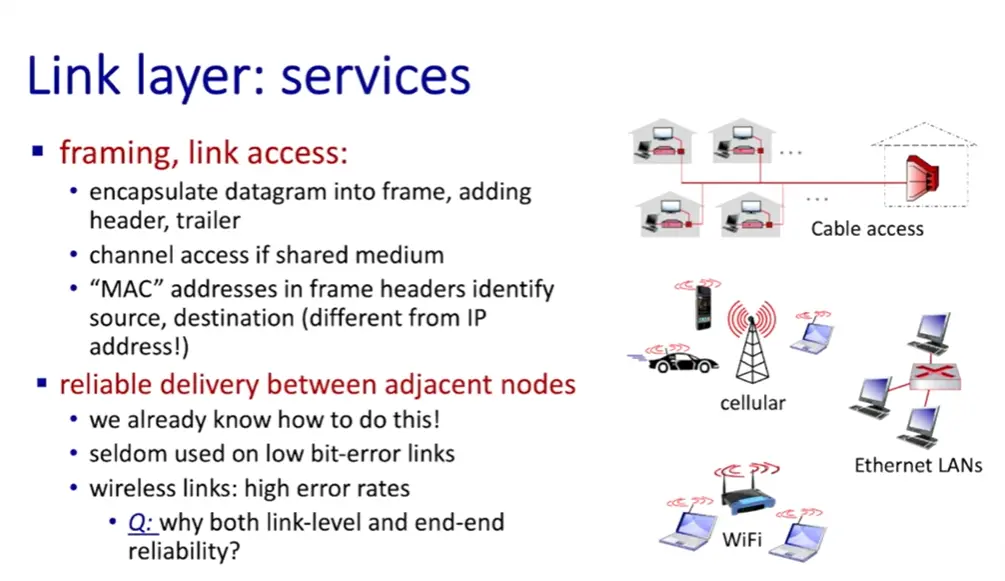 Link layer: services
▪ framing, link access:
• encapsulate datagram into frame, adding
header, trailer
• channel access if shared medium
• “MAC” addresses in frame headers identify
source, destination (different from IP
address!)
▪ reliable delivery between adjacent nodes
• we already know how to do this!
• seldom used on low bit-error links
• wireless links: high error rates
• Q: why both link-level and end-end
reliability?
...
...
Cable access
cellular
Ethernet LANs
WiFi